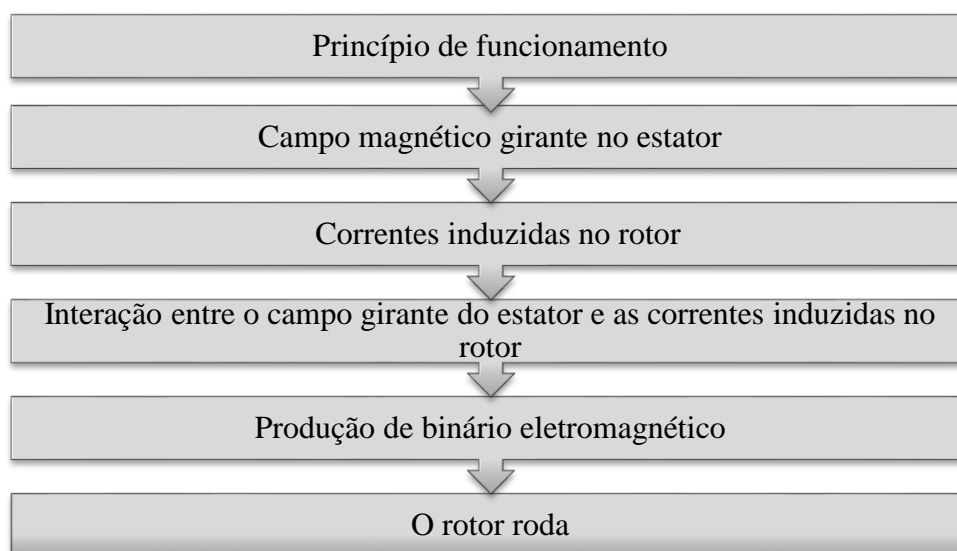 Princípio de funcionamento
Campo magnético girante no estator
Correntes induzidas no rotor
Interação entre o campo girante do estator e as correntes induzidas no
rotor
Produção de binário eletromagnético
O rotor roda